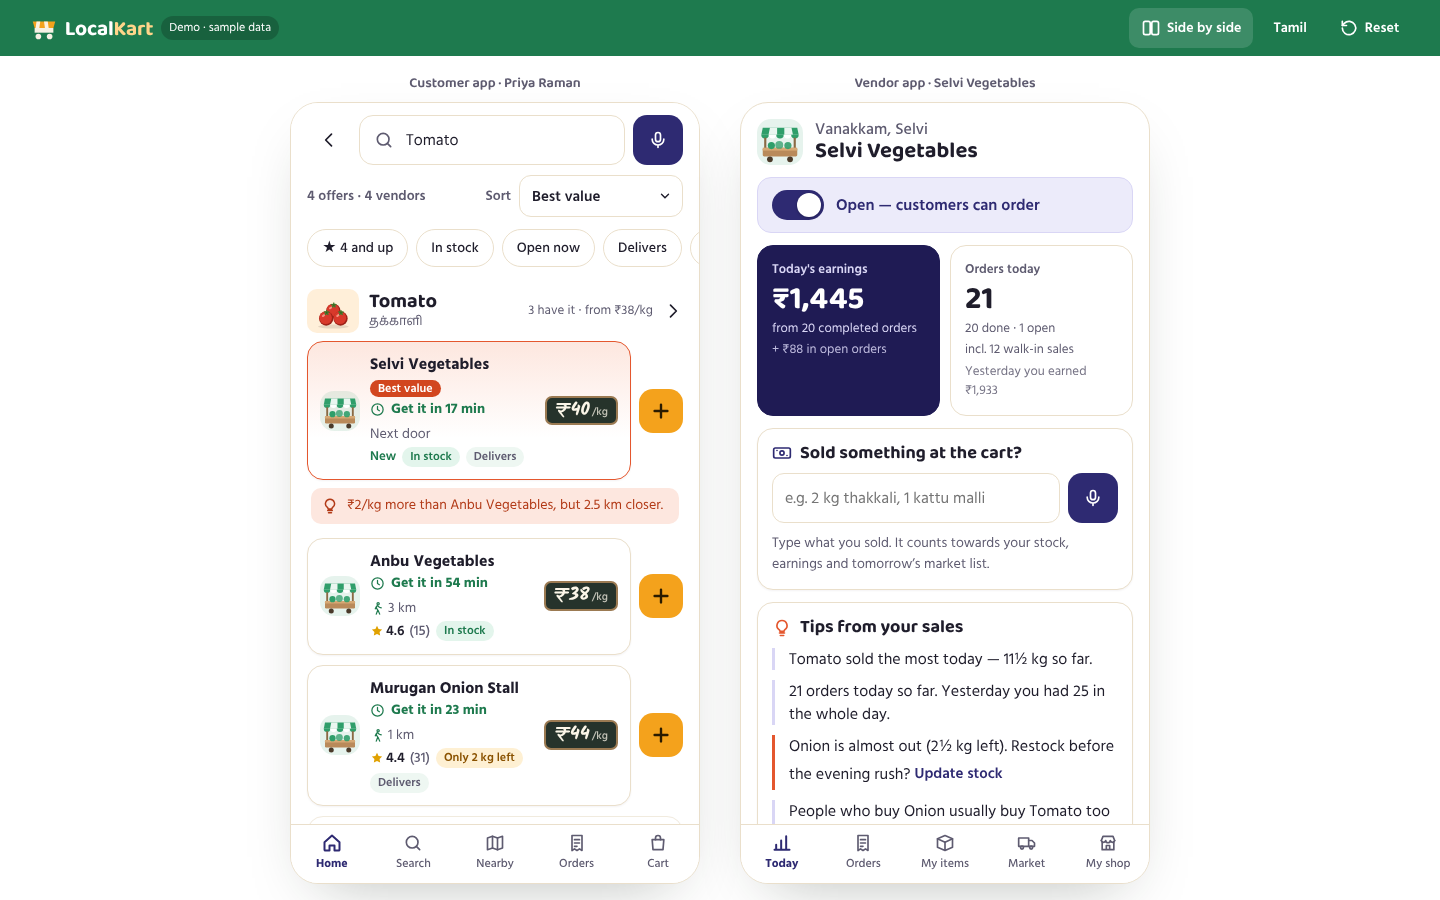 LocalKart
Demo · sample data
Side by side
Tamil
Reset
Customer app · Priya Raman
Tomato
4 offers · 4 vendors
Sort
Best value
★ 4 and up
In stock
Open now
Delivers
Tomato
தக்காளி
3 have it · from ₹38/kg
Selvi Vegetables
Best value
Get it in 17 min
Next door
New
In stock
Delivers
₹40/kg
₹2/kg more than Anbu Vegetables, but 2.5 km closer.
Anbu Vegetables
Get it in 54 min
3 km
★ 4.6 (15)
In stock
₹38/kg
Murugan Onion Stall
Get it in 23 min
1 km
★ 4.4 (31)
Only 2 kg left
Delivers
₹44/kg
Home
Search
Nearby
Orders
Cart
Vendor app · Selvi Vegetables
Vanakkam, Selvi
Selvi Vegetables
Open — customers can order
Today's earnings
₹1,445
from 20 completed orders
+ ₹88 in open orders
Orders today
21
20 done · 1 open
incl. 12 walk-in sales
Yesterday you earned
₹1,933
Sold something at the cart?
e.g. 2 kg thakkali, 1 kattu malli
Type what you sold. It counts towards your stock,
earnings and tomorrow’s market list.
Tips from your sales
Tomato sold the most today — 11½ kg so far.
21 orders today so far. Yesterday you had 25 in
the whole day.
Onion is almost out (2½ kg left). Restock before
the evening rush? Update stock
People who buy Onion usually buy Tomato too
Today
Orders
My items
Market
My shop